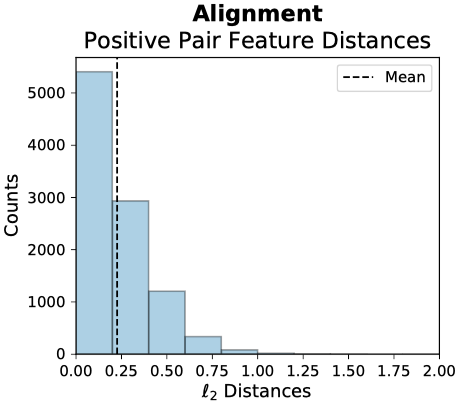 Alignment
Positive Pair Feature Distances
Mean
Counts
5000
4000
3000
2000
1000
0
0.00 0.25 0.50 0.75 1.00 1.25 1.50 1.75 2.00
ℓ₂ Distances